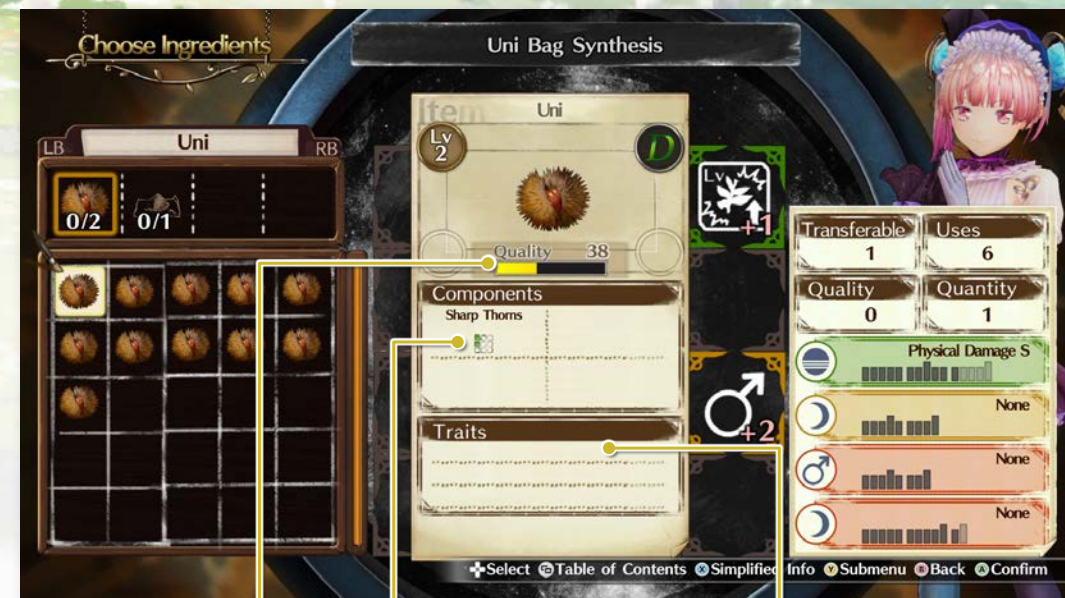 Choose Ingredients
Uni Bag Synthesis
LB Uni RB
0/2 0/1
Item
Uni
Lv 2
D
Quality 38
Components
Sharp Thorns
Traits
Lv +1
+2
Transferable Uses
1 6
Quality Quantity
0 1
Physical Damage S
None
None
None
Select Table of Contents X Simplified Info Y Submenu B Back A Confirm